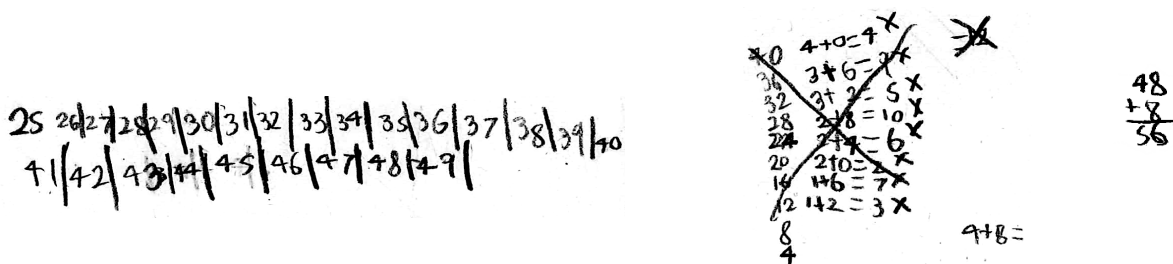 25 26|27|28|29|30|31|32|33|34|35|36|37|38|39|40
41|42|43|44|45|46|47|48|49|
40 4+0=4 x
36 3+6=9 x
32 3+2=5 x
28 2+8=10 x
24 2+4=6 x
20 2+0=2 x
16 1+6=7 x
12 1+2=3 x
8
4
48
+8
56
4+8=